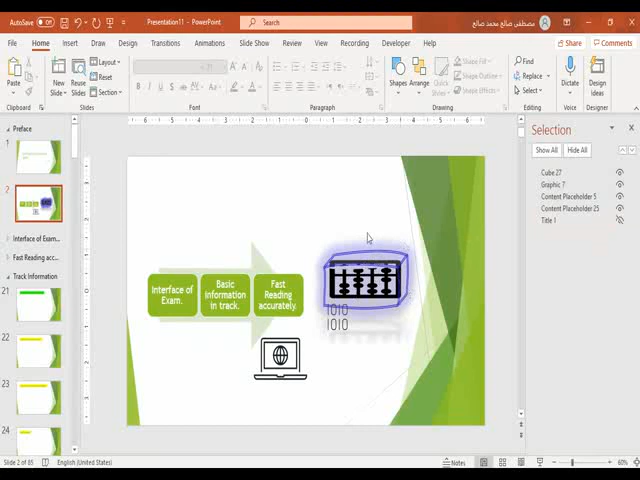 AutoSave Off
Presentation11 - PowerPoint
Search
مصطفى صالح محمد صالح
File Home Insert Draw Design Transitions Animations Slide Show Review View Recording Developer Help
Share Comments
Paste
Clipboard
New Slide
Reuse Slides
Layout
Reset
Section
Slides
Font
Paragraph
Shapes
Arrange
Quick Styles
Shape Fill
Shape Outline
Shape Effects
Drawing
Find
Replace
Select
Editing
Dictate
Voice
Design Ideas
Designer
Preface
1
2
Interface of Exam...
Fast Reading acc...
Track Information
21
22
23
24
Interface of Exam.
Basic Information in track.
Fast Reading accurately.
1010
1010
Selection
Show All Hide All
Cube 27
Graphic 7
Content Placeholder 5
Content Placeholder 25
Title 1
Slide 2 of 85
English (United States)
Notes
60%